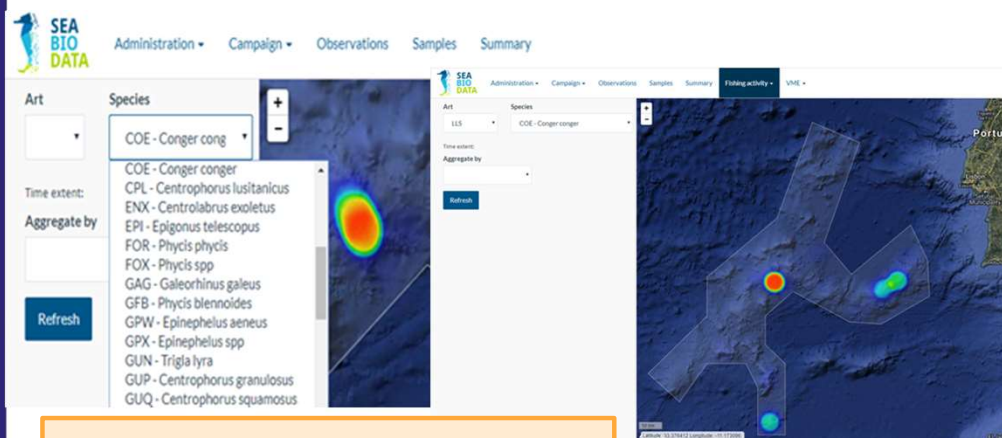 SEA
BIO
DATA
Administration Campaign Observations Samples Summary
Art Species
COE - Conger cong
COE - Conger conger
CPL - Centrophorus lusitanicus
ENX - Centrolabrus exoletus
EPI - Epigonus telescopus
FOR - Phycis phycis
FOX - Phycis spp
GAG - Galeorhinus galeus
GFB - Phycis blennoides
GPW - Epinephelus aeneus
GPX - Epinephelus spp
GUN - Trigla lyra
GUP - Centrophorus granulosus
GUQ - Centrophorus squamosus
Time extent:
Aggregate by
Refresh
+
-
SEA
BIO
DATA
Administration Campaign Observations Samples Summary Fishing activity VME
Art Species
LLS COE - Conger conger
Time extent:
Aggregate by
Refresh
+
-
Portu